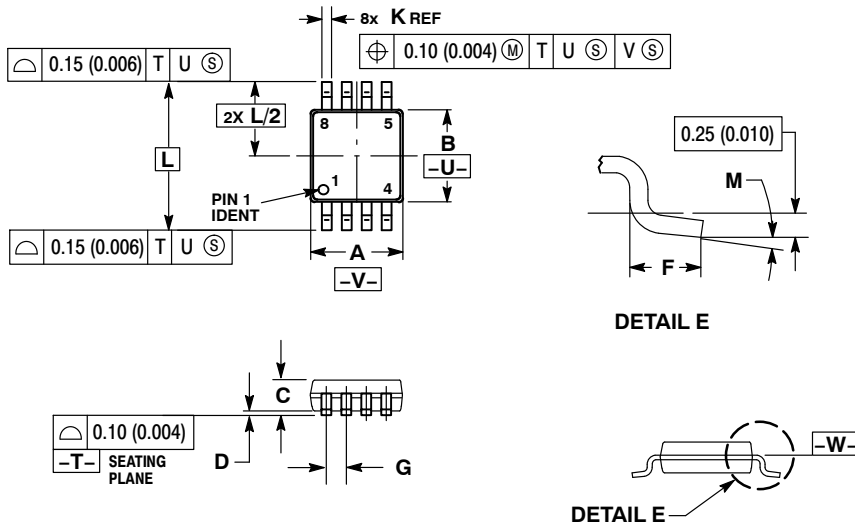 8x K REF
⌖ 0.10 (0.004) Ⓜ T U Ⓢ V Ⓢ
⌓ 0.15 (0.006) T U Ⓢ
2X L/2
8 5
B
–U–
L
PIN 1
IDENT
1
4
⌓ 0.15 (0.006) T U Ⓢ
A
–V–
0.25 (0.010)
M
F
DETAIL E
C
⌓ 0.10 (0.004)
–T– SEATING
PLANE
D
G
–W–
DETAIL E